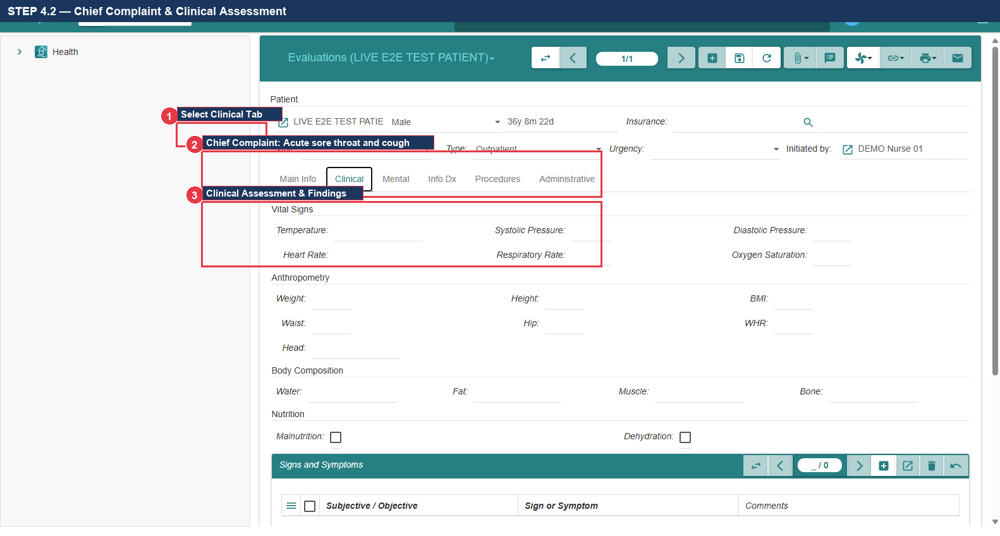 STEP 4.2 — Chief Complaint & Clinical Assessment
Health
Evaluations (LIVE E2E TEST PATIENT)
1/1
Patient
1 Select Clinical Tab
LIVE E2E TEST PATIE Male 36y 8m 22d Insurance:
2 Chief Complaint: Acute sore throat and cough
Type: Outpatient Urgency: Initiated by: DEMO Nurse 01
Main Info Clinical Mental Info Dx Procedures Administrative
3 Clinical Assessment & Findings
Vital Signs
Temperature: Systolic Pressure: Diastolic Pressure:
Heart Rate: Respiratory Rate: Oxygen Saturation:
Anthropometry
Weight: Height: BMI:
Waist: Hip: WHR:
Head:
Body Composition
Water: Fat: Muscle: Bone:
Nutrition
Malnutrition: Dehydration:
Signs and Symptoms _ / 0
Subjective / Objective Sign or Symptom Comments